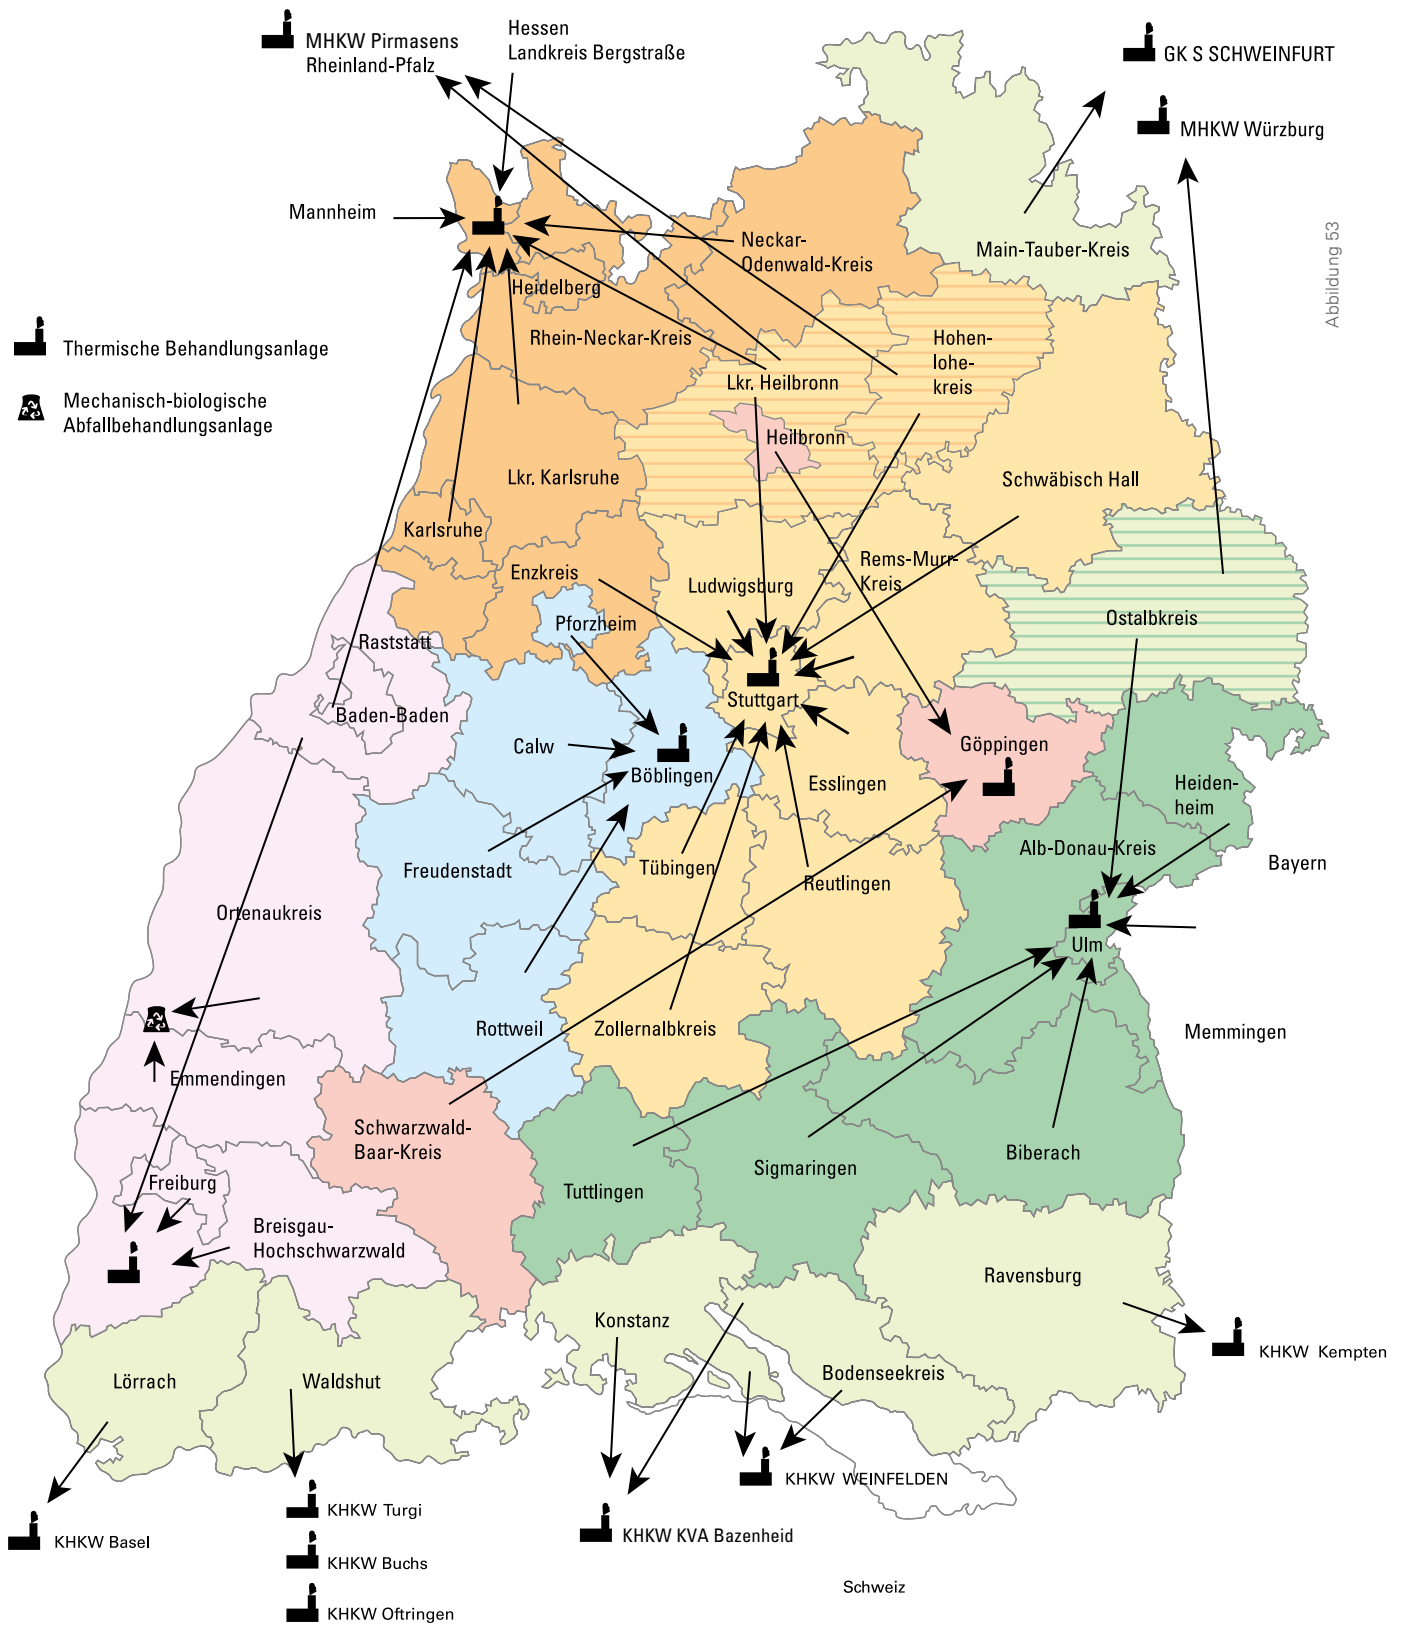 MHKW Pirmasens
Rheinland-Pfalz
Hessen
Landkreis Bergstraße
GK S SCHWEINFURT
MHKW Würzburg
Abbildung 53
Mannheim
Neckar-
Odenwald-Kreis
Main-Tauber-Kreis
Heidelberg
Thermische Behandlungsanlage
Rhein-Neckar-Kreis
Hohen-
lohe-
kreis
Lkr. Heilbronn
Mechanisch-biologische
Abfallbehandlungsanlage
Heilbronn
Lkr. Karlsruhe
Schwäbisch Hall
Karlsruhe
Enzkreis
Rems-Murr-
Kreis
Ludwigsburg
Pforzheim
Ostalbkreis
Raststatt
Stuttgart
Baden-Baden
Calw
Göppingen
Böblingen
Esslingen
Heiden-
heim
Alb-Donau-Kreis
Bayern
Freudenstadt
Tübingen
Reutlingen
Ortenaukreis
Ulm
Rottweil
Zollernalbkreis
Memmingen
Emmendingen
Schwarzwald-
Baar-Kreis
Biberach
Sigmaringen
Freiburg
Tuttlingen
Breisgau-
Hochschwarzwald
Ravensburg
Konstanz
KHKW Kempten
Lörrach
Waldshut
Bodenseekreis
KHKW WEINFELDEN
KHKW Turgi
KHKW Basel
KHKW KVA Bazenheid
KHKW Buchs
Schweiz
KHKW Oftringen